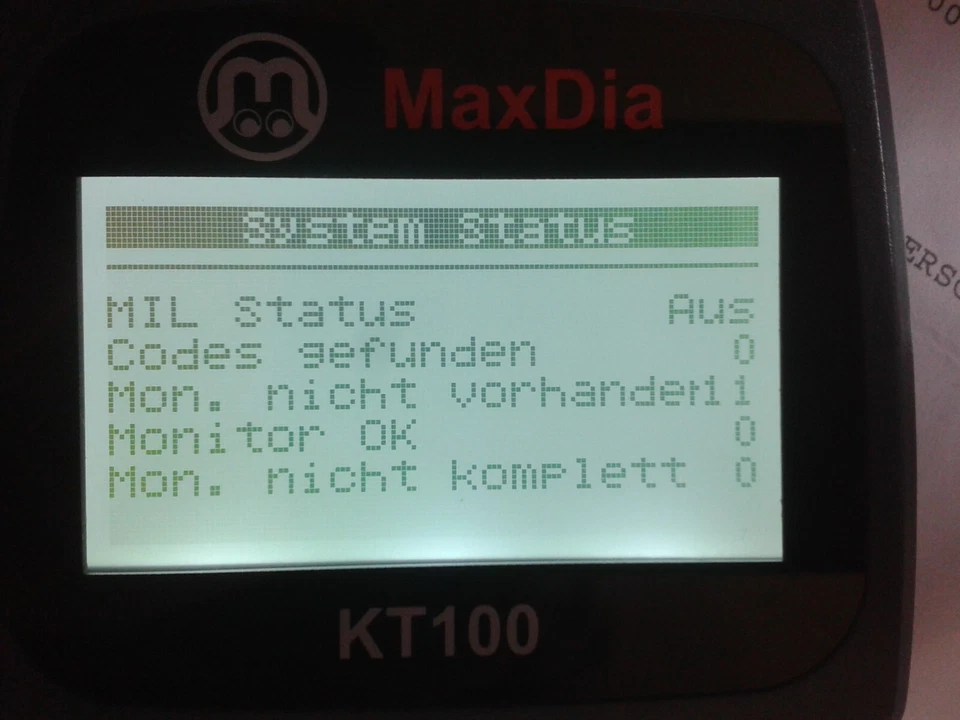 MaxDia
System Status
MIL Status Aus
Codes gefunden 0
Mon. nicht vorhanden11
Monitor OK 0
Mon. nicht komplett 0
KT100